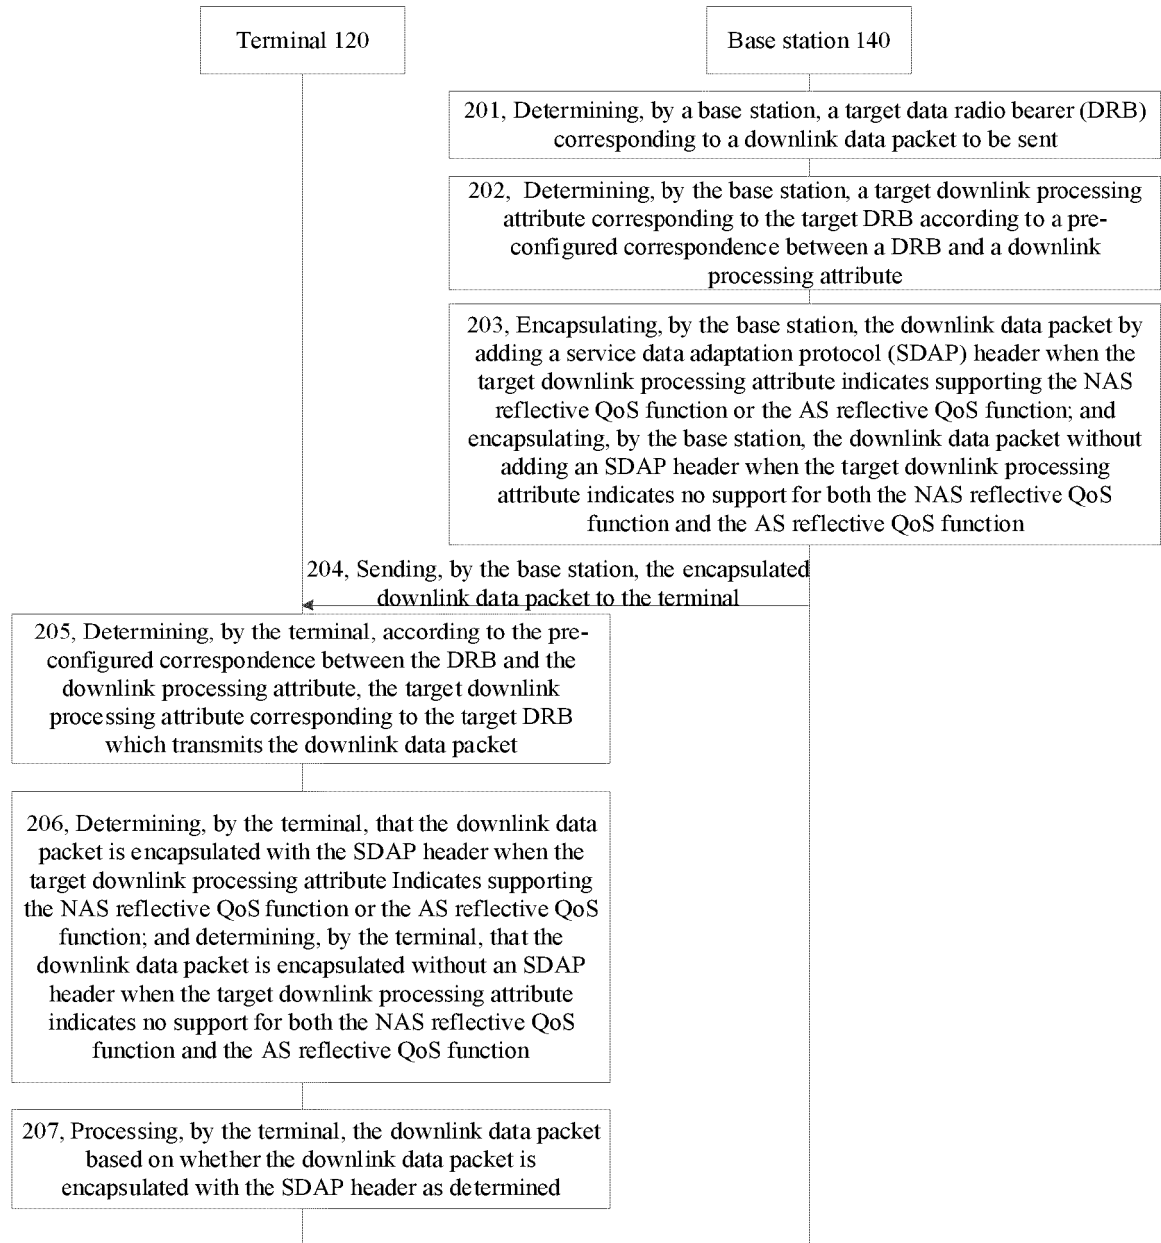 Terminal 120
Base station 140
201, Determining, by a base station, a target data radio bearer (DRB)
corresponding to a downlink data packet to be sent
202,  Determining, by the base station, a target downlink processing
attribute corresponding to the target DRB according to a pre-
configured correspondence between a DRB and a downlink
processing attribute
203, Encapsulating, by the base station, the downlink data packet by
adding a service data adaptation protocol (SDAP) header when the
target downlink processing attribute indicates supporting the NAS
reflective QoS function or the AS reflective QoS function; and
encapsulating, by the base station, the downlink data packet without
adding an SDAP header when the target downlink processing
attribute indicates no support for both the NAS reflective QoS
function and the AS reflective QoS function
204, Sending, by the base station, the encapsulated
downlink data packet to the terminal
205, Determining, by the terminal, according to the pre-
configured correspondence between the DRB and the
downlink processing attribute, the target downlink
processing attribute corresponding to the target DRB
which transmits the downlink data packet
206, Determining, by the terminal, that the downlink data
packet is encapsulated with the SDAP header when the
target downlink processing attribute Indicates supporting
the NAS reflective QoS function or the AS reflective QoS
function; and determining, by the terminal, that the
downlink data packet is encapsulated without an SDAP
header when the target downlink processing attribute
indicates no support for both the NAS reflective QoS
function and the AS reflective QoS function
207, Processing, by the terminal, the downlink data packet
based on whether the downlink data packet is
encapsulated with the SDAP header as determined